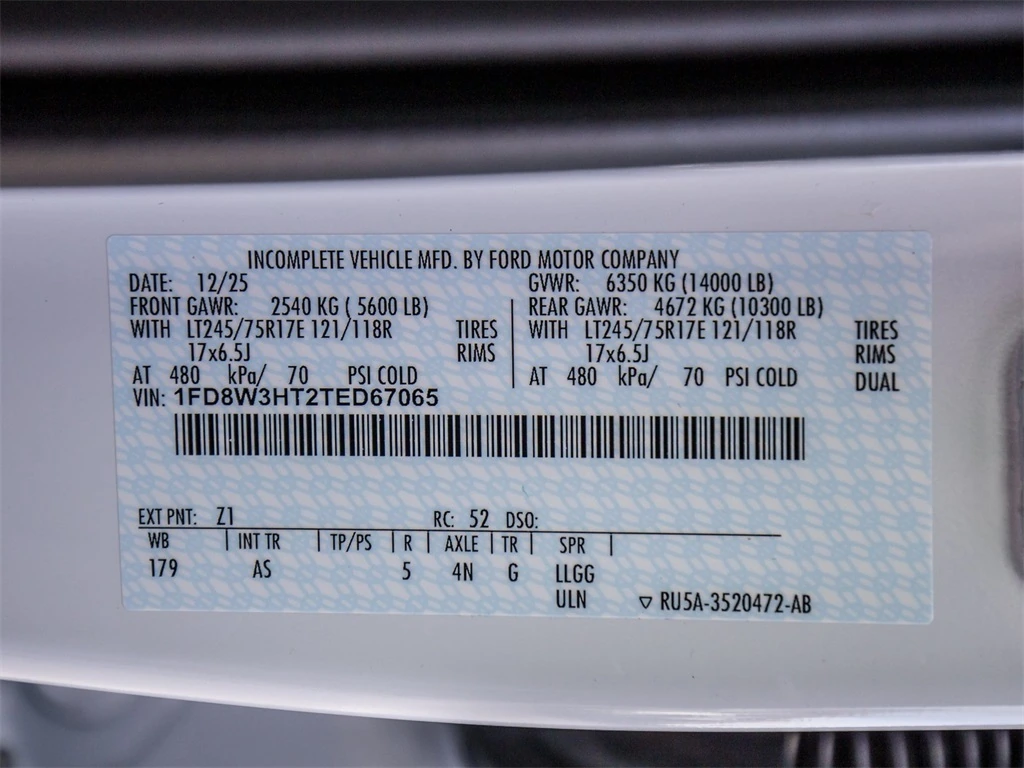 INCOMPLETE VEHICLE MFD. BY FORD MOTOR COMPANY
DATE: 12/25 GVWR: 6350 KG (14000 LB)
FRONT GAWR: 2540 KG ( 5600 LB) REAR GAWR: 4672 KG (10300 LB)
WITH LT245/75R17E 121/118R TIRES WITH LT245/75R17E 121/118R TIRES
17x6.5J RIMS 17x6.5J RIMS
AT 480 kPa/ 70 PSI COLD AT 480 kPa/ 70 PSI COLD DUAL
VIN: 1FD8W3HT2TED67065
EXT PNT: Z1 RC: 52 DSO:
WB INT TR TP/PS R AXLE TR SPR
179 AS 5 4N G LLGG
ULN ▽ RU5A-3520472-AB